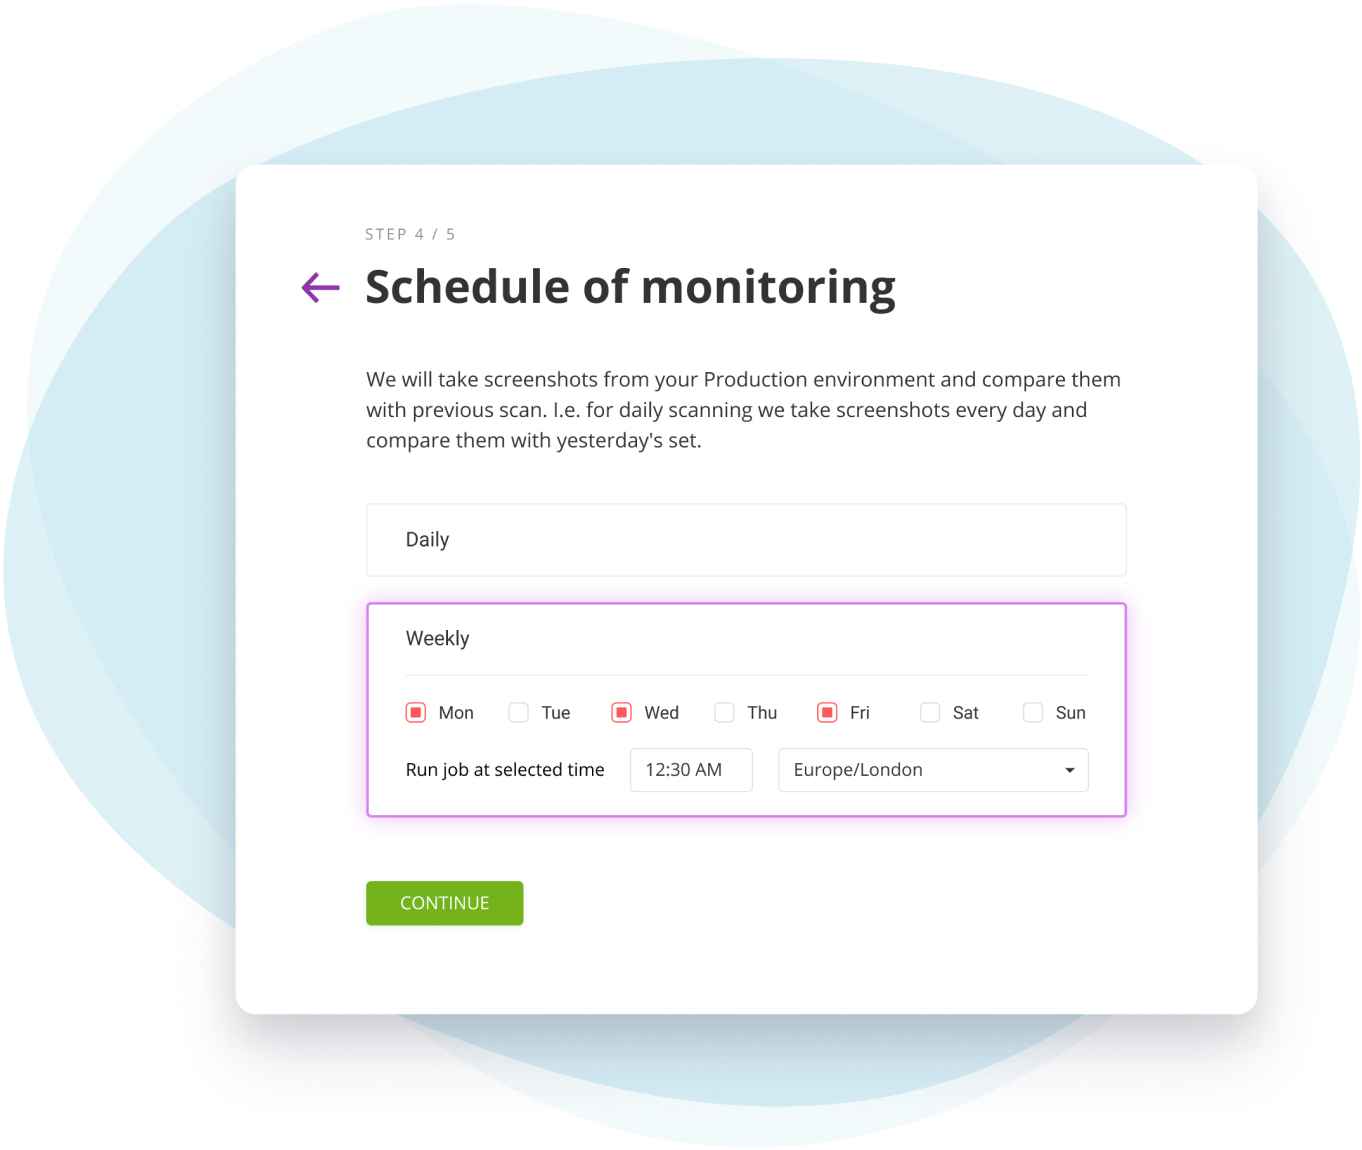 STEP 4 / 5
Schedule of monitoring
We will take screenshots from your Production environment and compare them
with previous scan. I.e. for daily scanning we take screenshots every day and
compare them with yesterday's set.
Daily
Weekly
Mon Tue Wed Thu Fri Sat Sun
Run job at selected time 12:30 AM Europe/London
CONTINUE